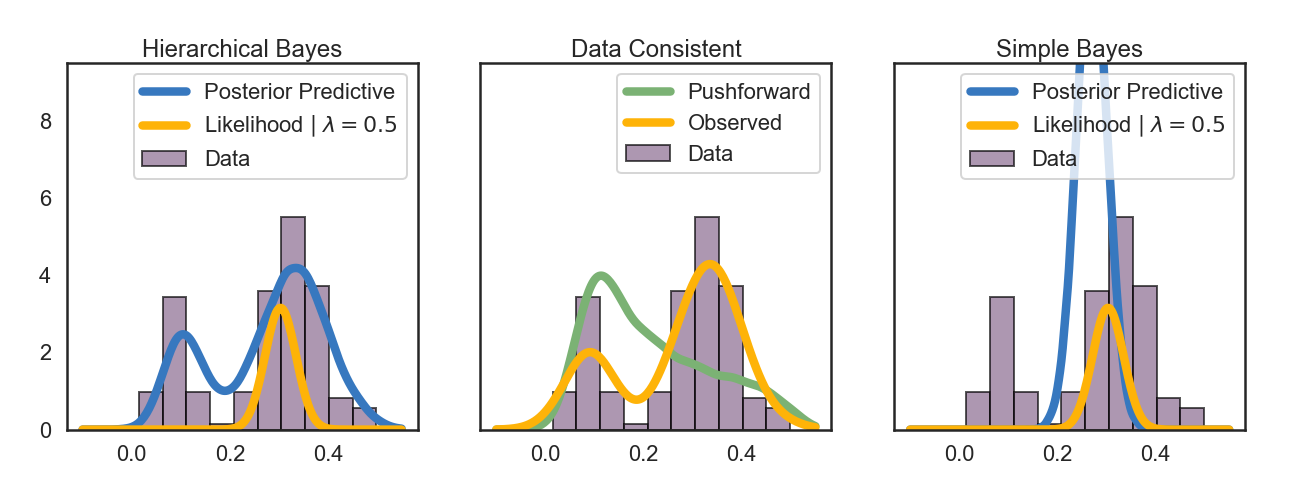 Hierarchical Bayes
Posterior Predictive
Likelihood | λ = 0.5
Data
8
6
4
2
0
0.0 0.2 0.4
Data Consistent
Pushforward
Observed
Data
0.0 0.2 0.4
Simple Bayes
Posterior Predictive
Likelihood | λ = 0.5
Data
0.0 0.2 0.4